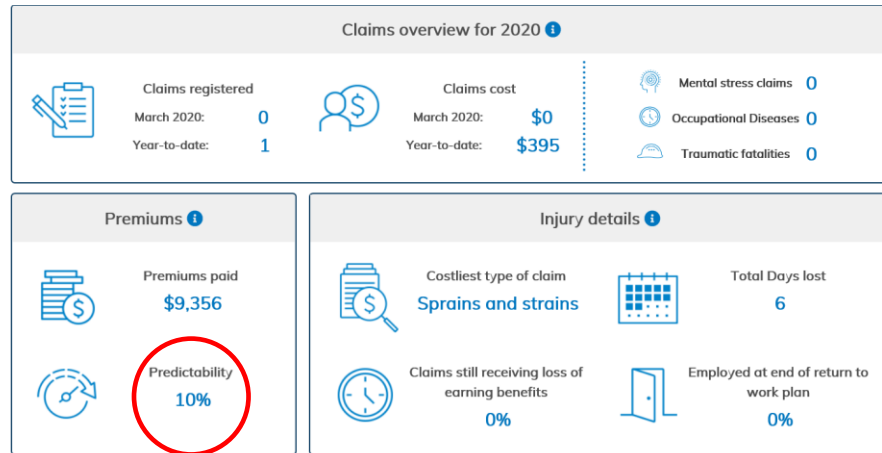 Claims overview for 2020
Claims registered
March 2020: 0
Year-to-date: 1
Claims cost
March 2020: $0
Year-to-date: $395
Mental stress claims 0
Occupational Diseases 0
Traumatic fatalities 0
Premiums
Premiums paid
$9,356
Predictability
10%
Injury details
Costliest type of claim
Sprains and strains
Total Days lost
6
Claims still receiving loss of
earning benefits
0%
Employed at end of return to
work plan
0%